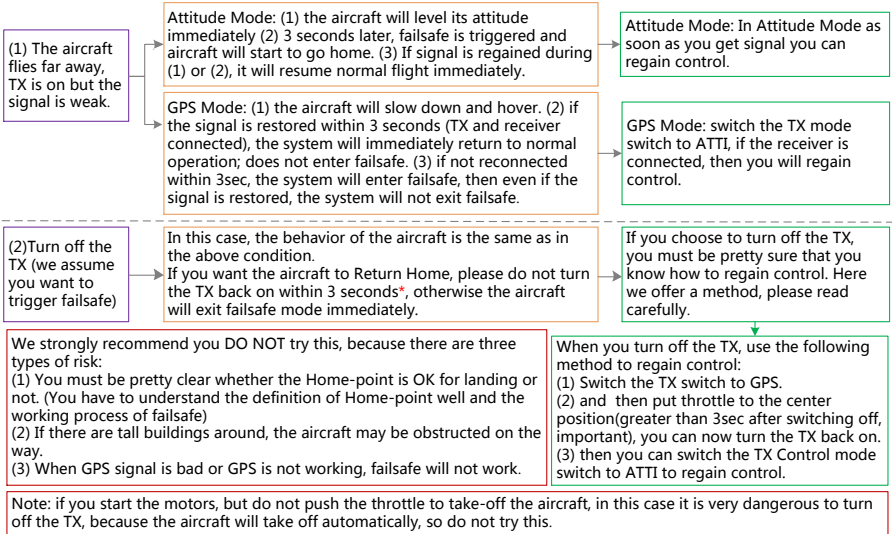 (1) The aircraft
flies far away,
TX is on but the
signal is weak.
Attitude Mode: (1) the aircraft will level its attitude
immediately (2) 3 seconds later, failsafe is triggered and
aircraft will start to go home. (3) If signal is regained during
(1) or (2), it will resume normal flight immediately.
Attitude Mode: In Attitude Mode as
soon as you get signal you can
regain control.
GPS Mode: (1) the aircraft will slow down and hover. (2) if
the signal is restored within 3 seconds (TX and receiver
connected), the system will immediately return to normal
operation; does not enter failsafe. (3) if not reconnected
within 3sec, the system will enter failsafe, then even if the
signal is restored, the system will not exit failsafe.
GPS Mode: switch the TX mode
switch to ATTI, if the receiver is
connected, then you will regain
control.
(2)Turn off the
TX (we assume
you want to
trigger failsafe)
In this case, the behavior of the aircraft is the same as in
the above condition.
If you want the aircraft to Return Home, please do not turn
the TX back on within 3 seconds*, otherwise the aircraft
will exit failsafe mode immediately.
If you choose to turn off the TX,
you must be pretty sure that you
know how to regain control. Here
we offer a method, please read
carefully.
We strongly recommend you DO NOT try this, because there are three
types of risk:
(1) You must be pretty clear whether the Home-point is OK for landing or
not. (You have to understand the definition of Home-point well and the
working process of failsafe)
(2) If there are tall buildings around, the aircraft may be obstructed on the
way.
(3) When GPS signal is bad or GPS is not working, failsafe will not work.
When you turn off the TX, use the following
method to regain control:
(1) Switch the TX switch to GPS.
(2) and  then put throttle to the center
position(greater than 3sec after switching off,
important), you can now turn the TX back on.
(3) then you can switch the TX Control mode
switch to ATTI to regain control.
Note: if you start the motors, but do not push the throttle to take-off the aircraft, in this case it is very dangerous to turn
off the TX, because the aircraft will take off automatically, so do not try this.